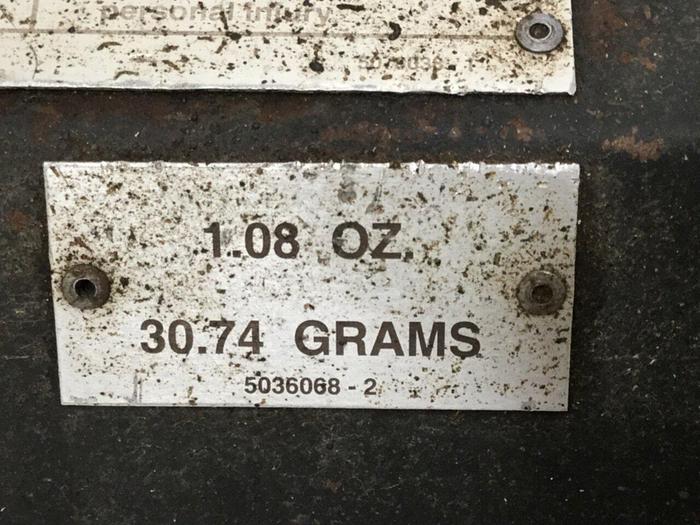 personal injury.
1.08 OZ.
30.74 GRAMS
5036068 - 2